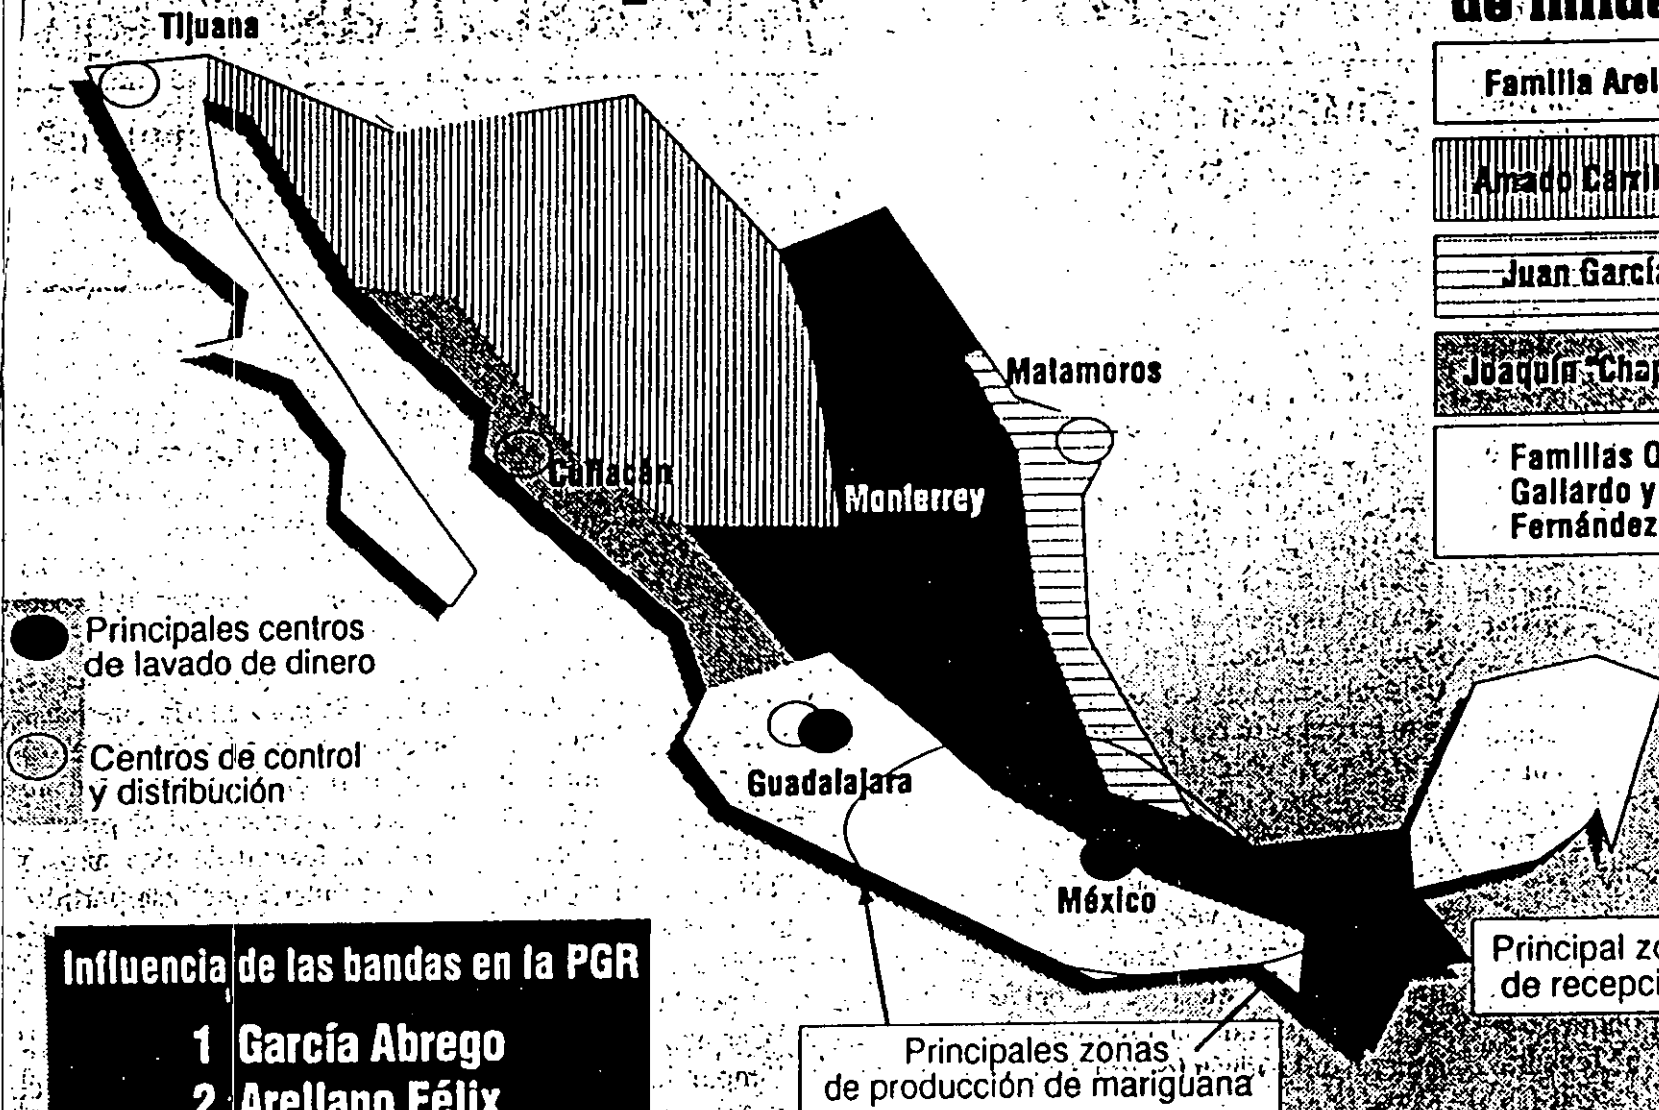 Tijuana
Familia Arel
Amado Carril
Juan García
Joaquín "Chap
Familias O
Gallardo y
Fernández
Matamoros
Culiacán
Monterrey
Principales centros
de lavado de dinero
Centros de control
y distribución
Guadalajara
México
Influencia de las bandas en la PGR
1 García Abrego
2 Arellano Félix
Principal zo
de recepci
Principales zonas
de producción de mariguana